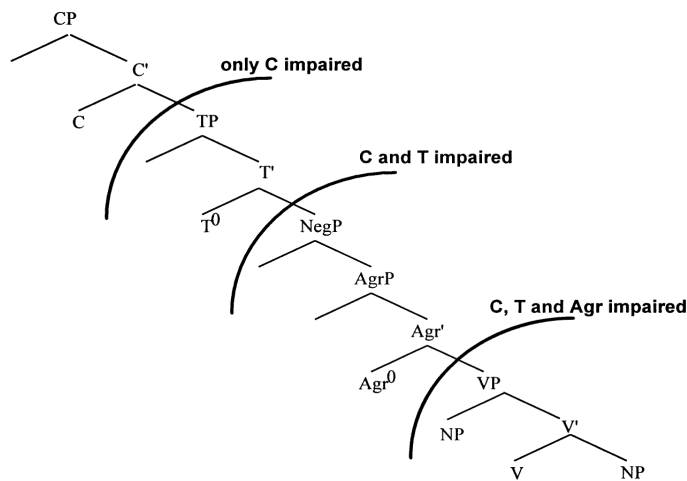 CP
only C impaired
C'
C
TP
C and T impaired
T'
T⁰
NegP
AgrP
C, T and Agr impaired
Agr'
Agr⁰
VP
NP
V'
V
NP